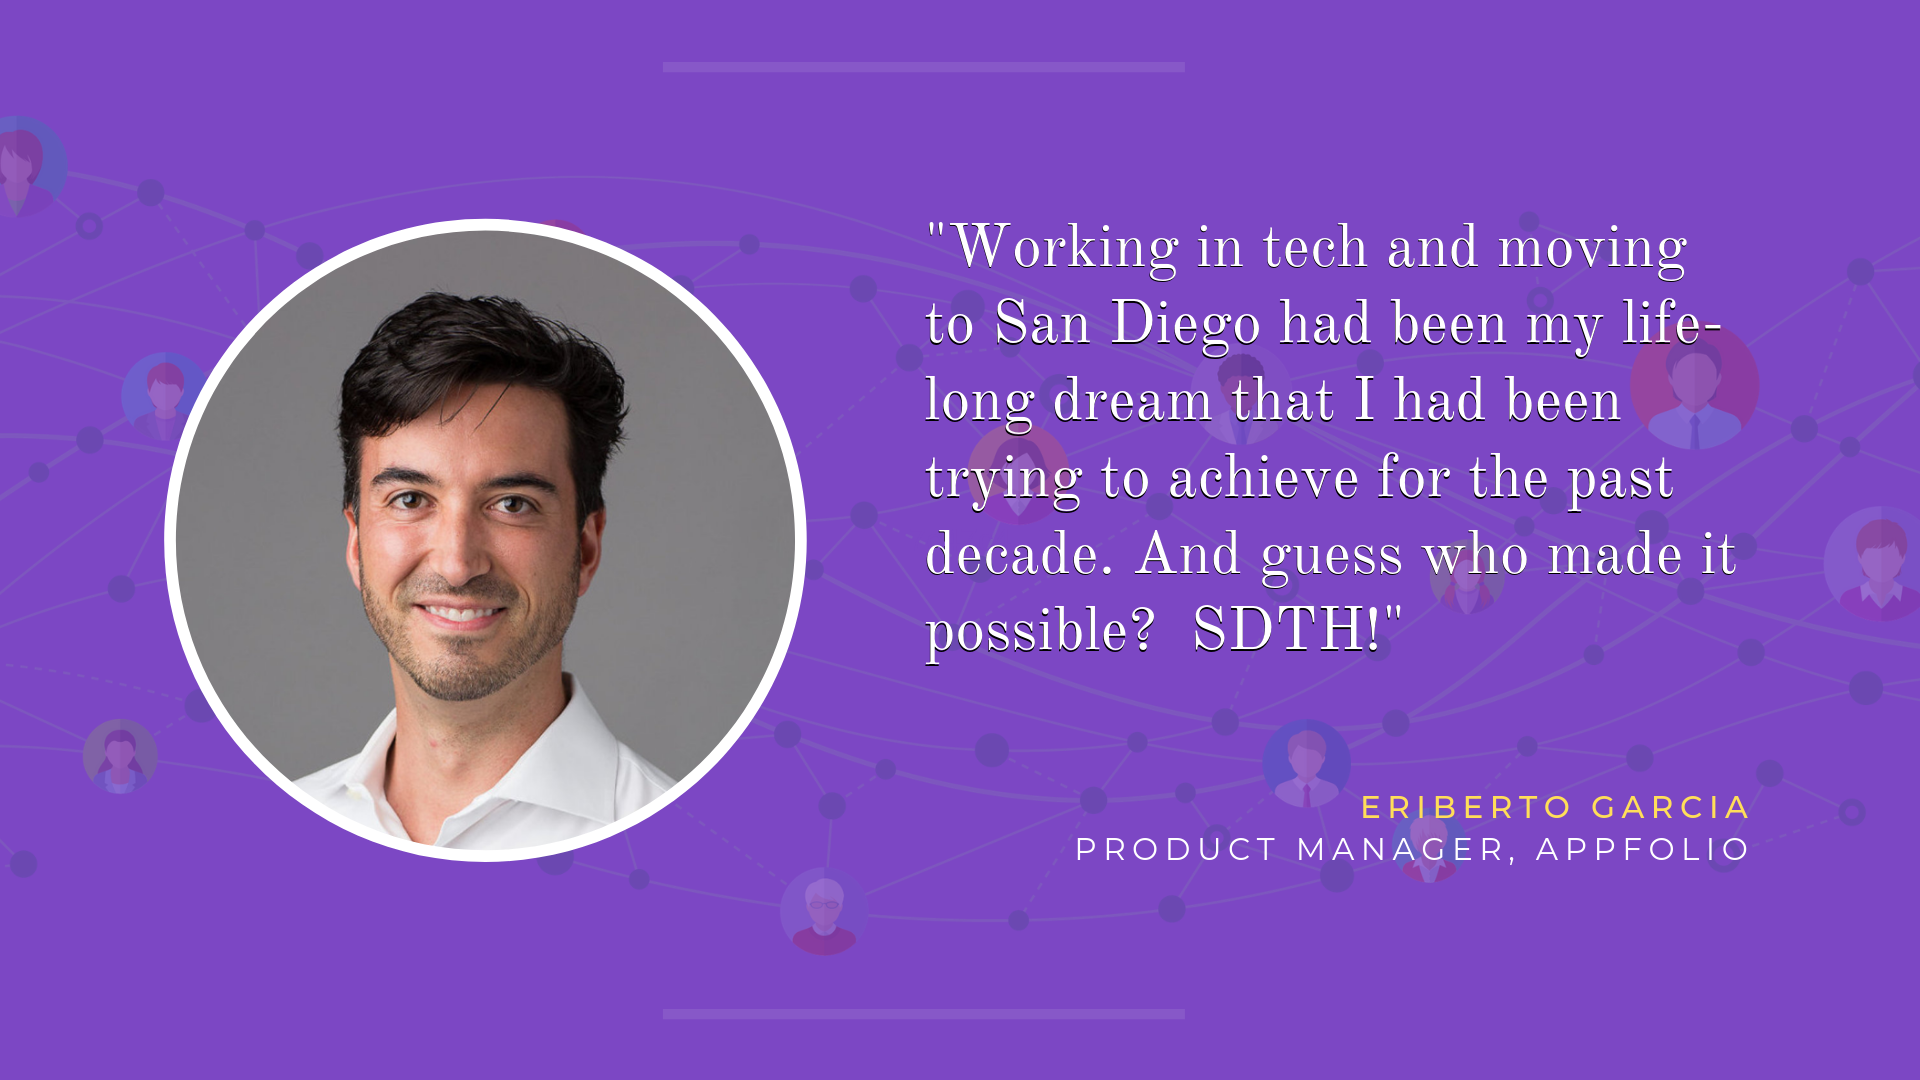 "Working in tech and moving
to San Diego had been my life-
long dream that I had been
trying to achieve for the past
decade. And guess who made it
possible?  SDTH!"
ERIBERTO GARCIA
PRODUCT MANAGER, APPFOLIO